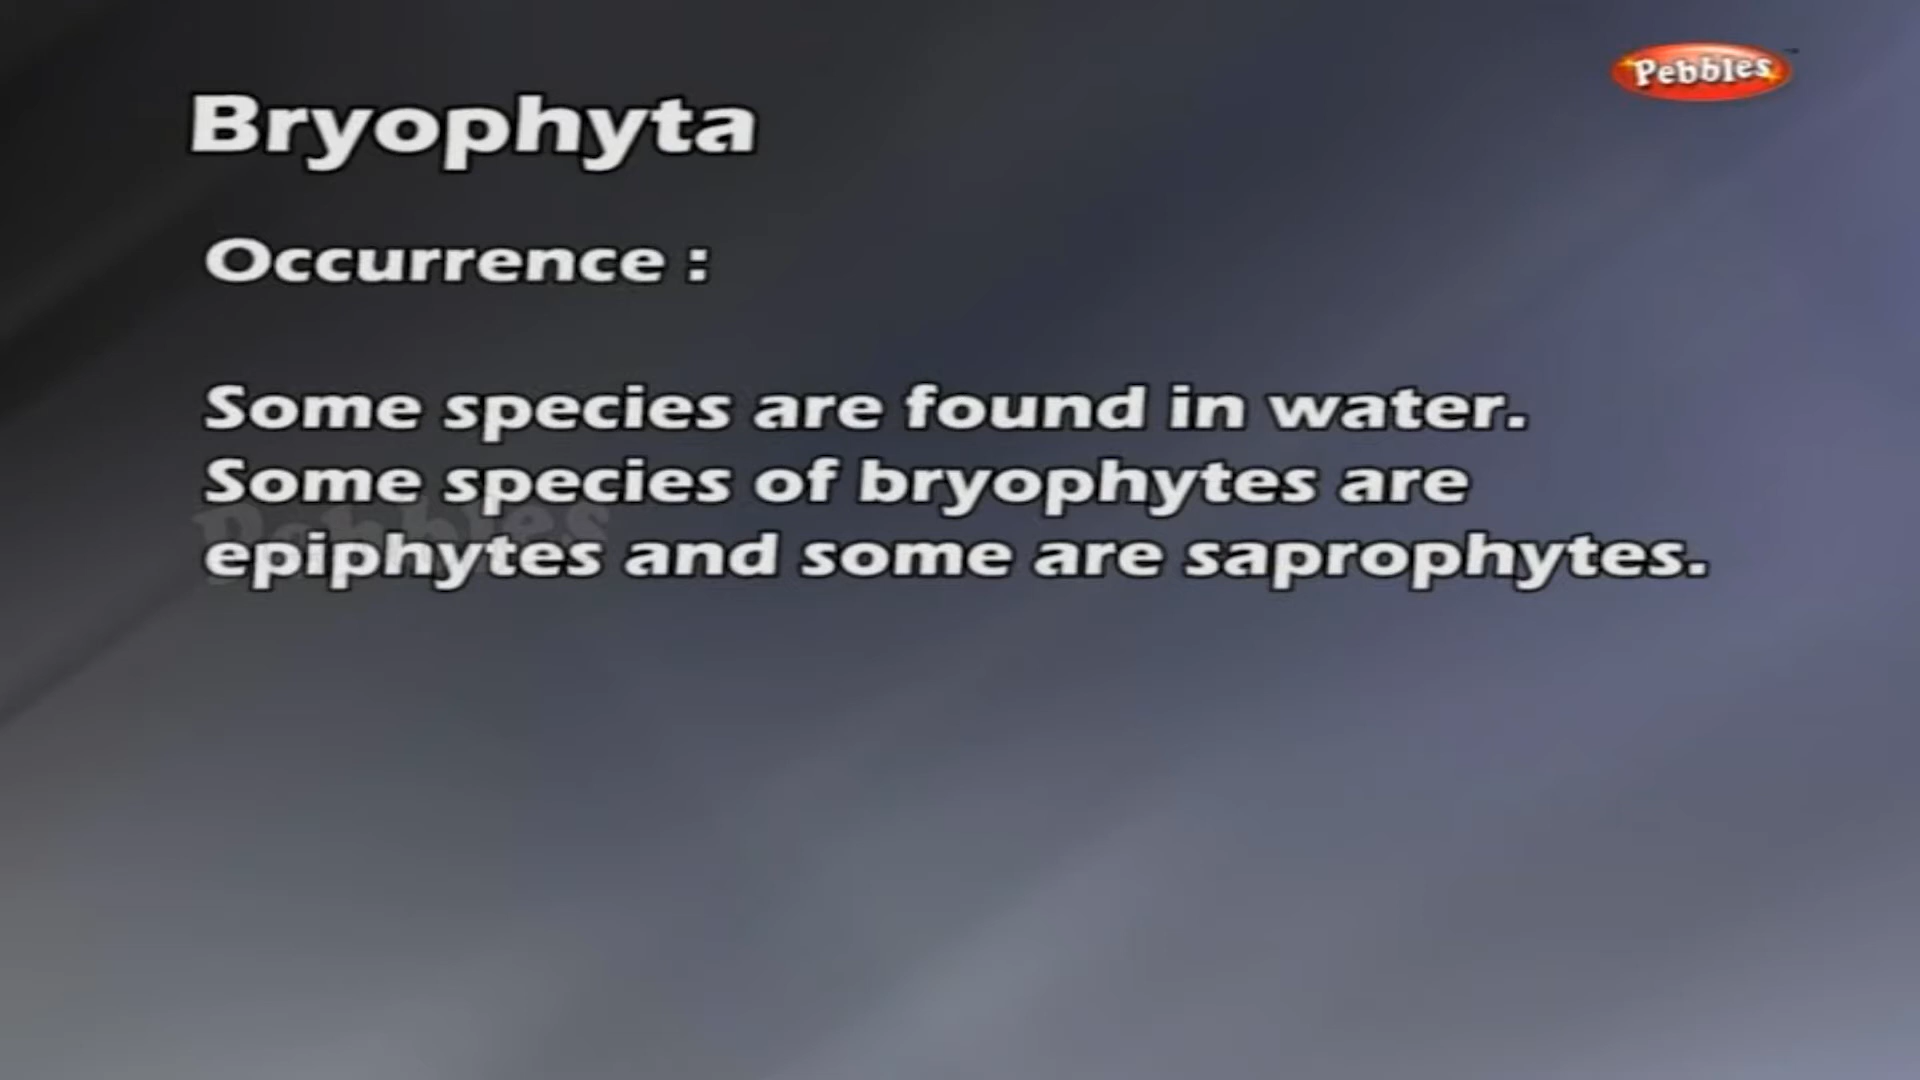 Pebbles
Bryophyta
Occurrence :
Some species are found in water.
Some species of bryophytes are
epiphytes and some are saprophytes.
Pebbles